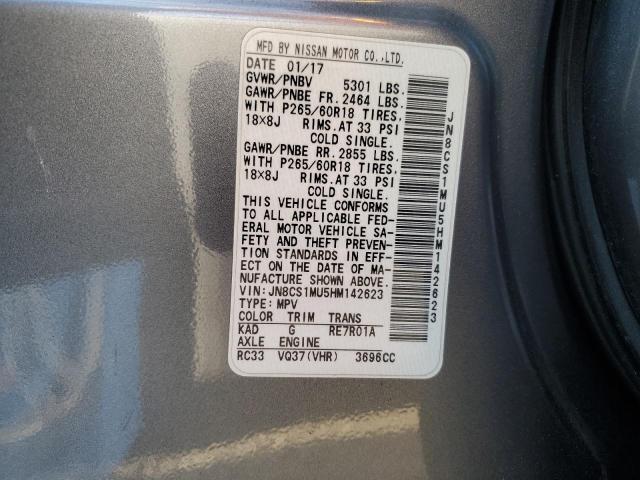 MFD BY NISSAN MOTOR CO.,LTD.
DATE 01/17
GVWR/PNBV 5301 LBS.
GAWR/PNBE FR. 2464 LBS.
WITH P265/60R18 TIRES,
18×8J RIMS.AT 33 PSI
COLD SINGLE.
GAWR/PNBE RR. 2855 LBS.
WITH P265/60R18 TIRES,
18×8J RIMS.AT 33 PSI
COLD SINGLE.
THIS VEHICLE CONFORMS
TO ALL APPLICABLE FED-
ERAL MOTOR VEHICLE SA-
FETY AND THEFT PREVEN-
TION STANDARDS IN EFF-
ECT ON THE DATE OF MA-
NUFACTURE SHOWN ABOVE.
VIN:JN8CS1MU5HM142623
TYPE: MPV
COLOR TRIM TRANS
KAD G RE7R01A
AXLE ENGINE
RC33 VQ37(VHR) 3696CC
JN8CS1MU5HM142623